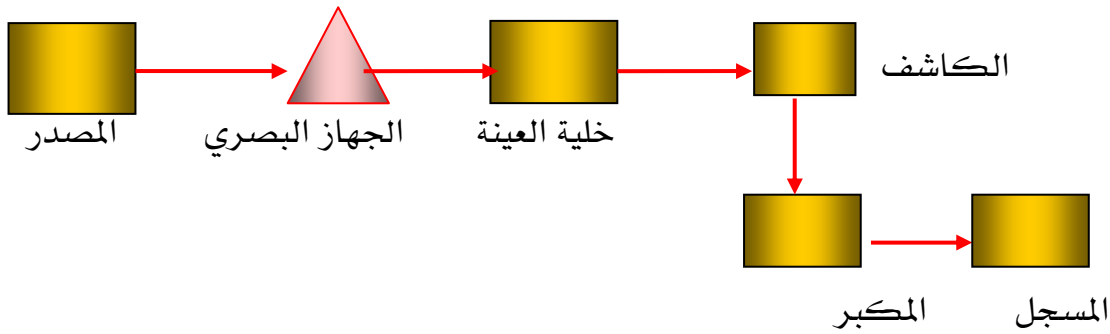 الكاشف
المصدر
الجهاز البصري
خلية العينة
المكبر
المسجل